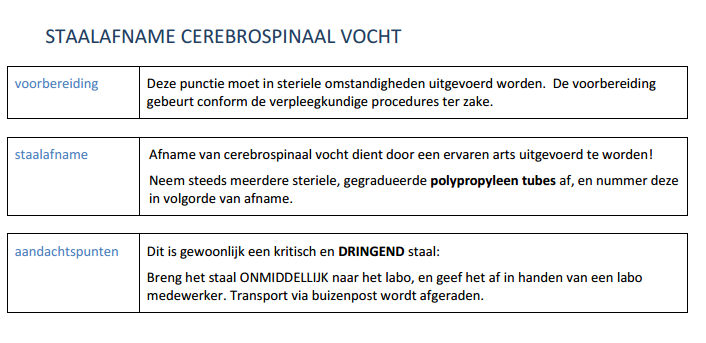 STAALAFNAME CEREBROSPINAAL VOCHT
voorbereiding
Deze punctie moet in steriele omstandigheden uitgevoerd worden. De voorbereiding
gebeurt conform de verpleegkundige procedures ter zake.
staalafname
Afname van cerebrospinaal vocht dient door een ervaren arts uitgevoerd te worden!
Neem steeds meerdere steriele, gegradueerde polypropyleen tubes af, en nummer deze
in volgorde van afname.
aandachtspunten
Dit is gewoonlijk een kritisch en DRINGEND staal:
Breng het staal ONMIDDELLIJK naar het labo, en geef het af in handen van een labo
medewerker. Transport via buizenpost wordt afgeraden.